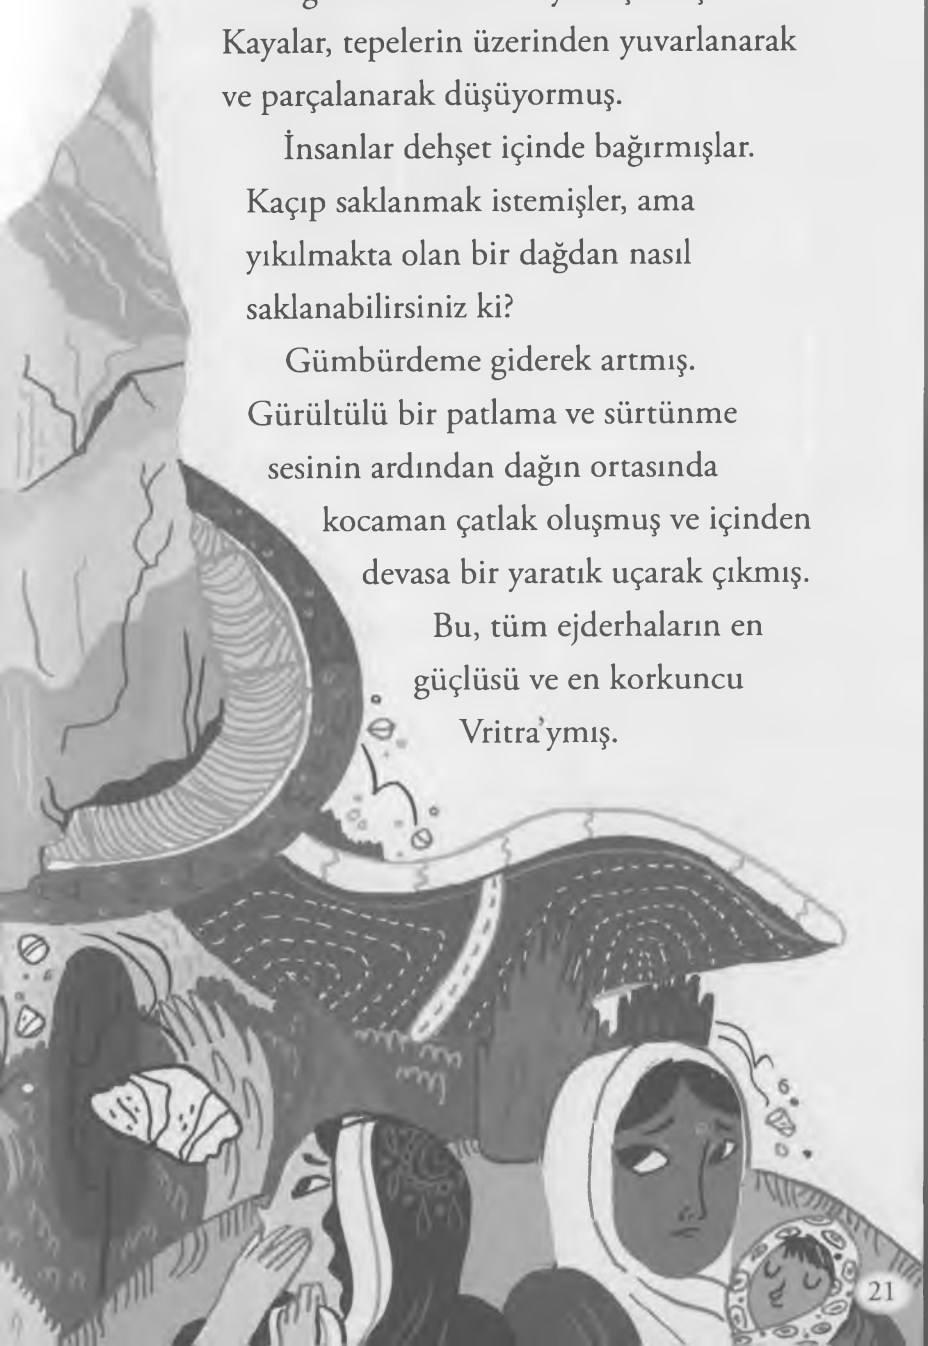 Kayalar, tepelerin üzerinden yuvarlanarak
ve parçalanarak düşüyormuş.
İnsanlar dehşet içinde bağırmışlar.
Kaçıp saklanmak istemişler, ama
yıkılmakta olan bir dağdan nasıl
saklanabilirsiniz ki?
Gümbürdeme giderek artmış.
Gürültülü bir patlama ve sürtünme
sesinin ardından dağın ortasında
kocaman çatlak oluşmuş ve içinden
devasa bir yaratık uçarak çıkmış.
Bu, tüm ejderhaların en
güçlüsü ve en korkuncu
Vritra’ymış.
21